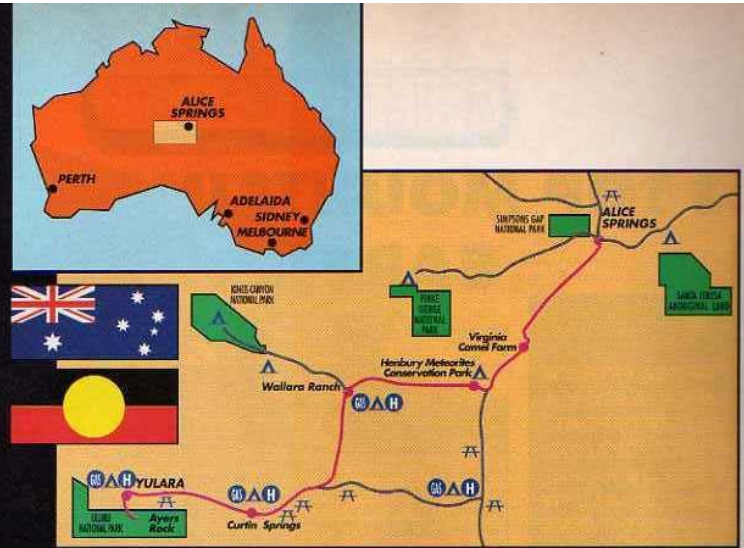 ALICE
SPRINGS
PERTH
ADELAIDA
SIDNEY
MELBOURNE
SIMPSONS GAP
NATIONAL PARK
ALICE
SPRINGS
KINGS CANYON
NATIONAL PARK
FINKE
GORGE
NATIONAL
PARK
SANTA TERESA
ABORIGINAL LAND
Virginia
Camel Farm
Henbury Meteorites
Conservation Park
Wallara Ranch
GAS H
GAS H
YULARA
GAS H
GAS H
ULURU
NATIONAL PARK
Ayers
Rock
Curtin Springs